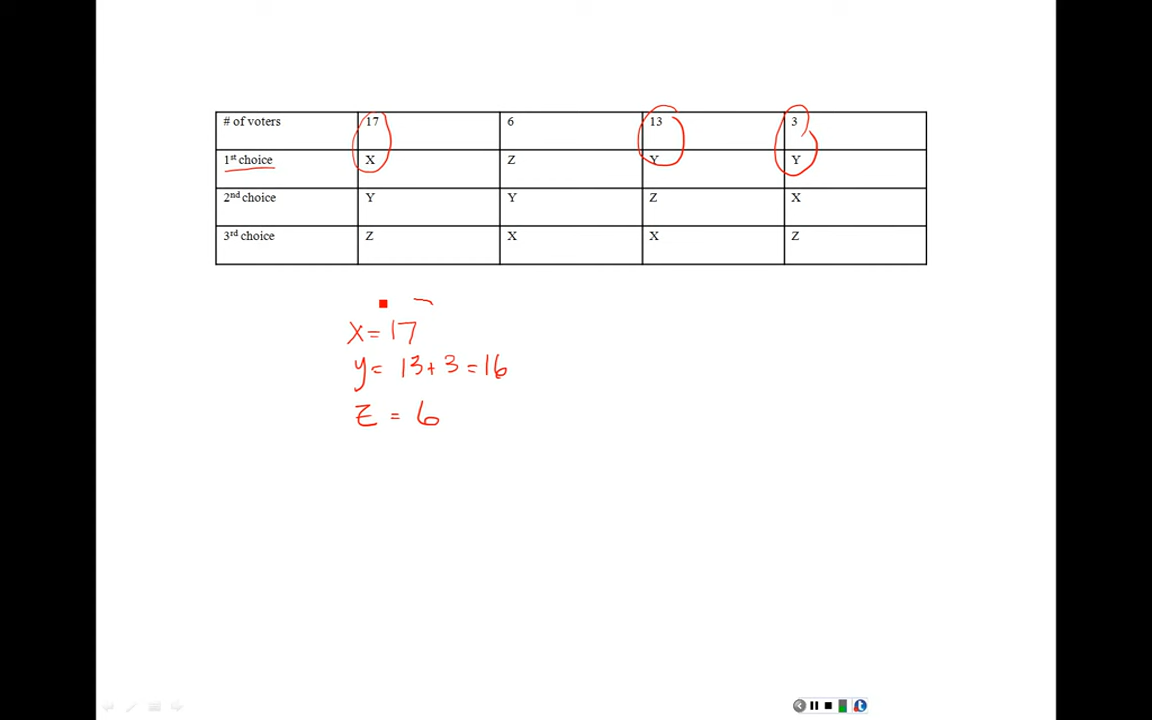 # of voters 17 6 13 3
1st choice X Z Y Y
2nd choice Y Y Z X
3rd choice Z X X Z
X = 17
y = 13 + 3 = 16
Z = 6